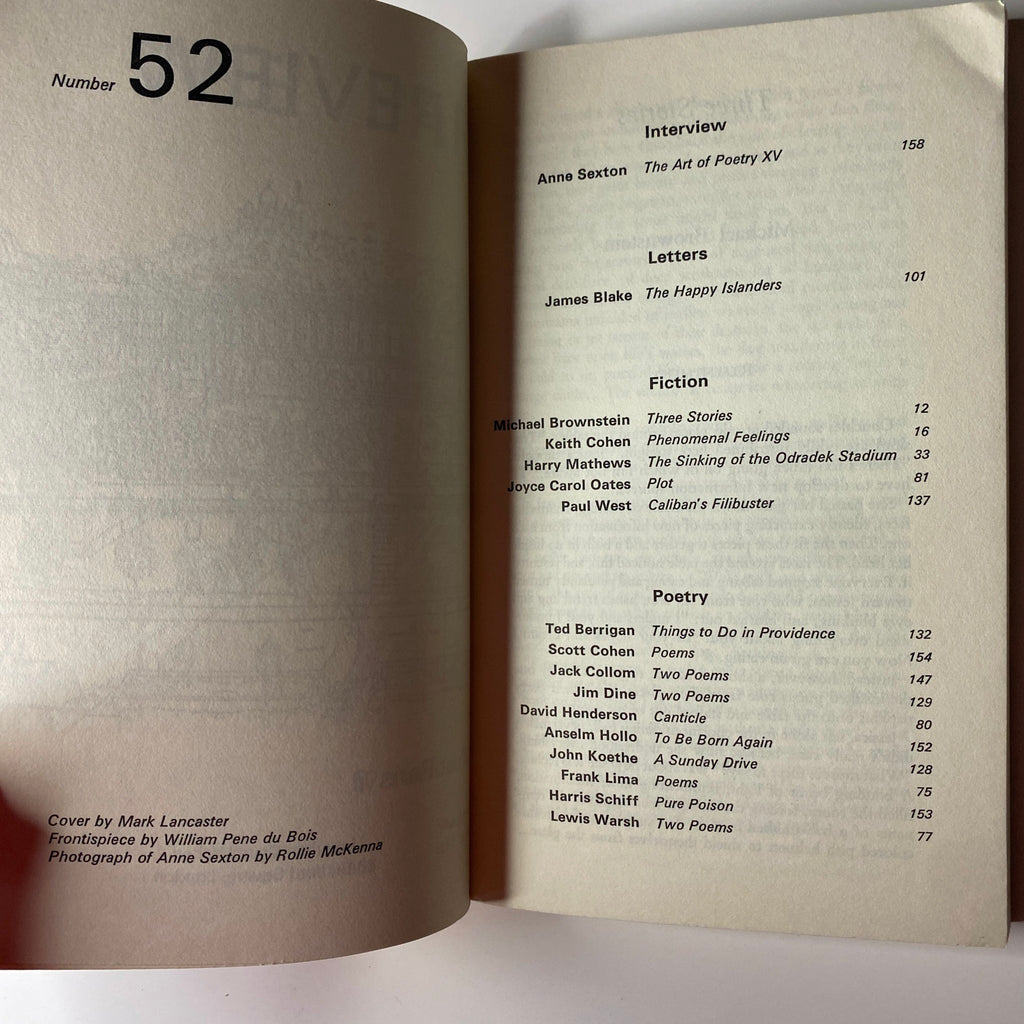 Number 52
Cover by Mark Lancaster
Frontispiece by William Pene du Bois
Photograph of Anne Sexton by Rollie McKenna
Interview
Anne Sexton The Art of Poetry XV 158
Letters
James Blake The Happy Islanders 101
Fiction
Michael Brownstein Three Stories 12
Keith Cohen Phenomenal Feelings 16
Harry Mathews The Sinking of the Odradek Stadium 33
Joyce Carol Oates Plot 81
Paul West Caliban's Filibuster 137
Poetry
Ted Berrigan Things to Do in Providence 132
Scott Cohen Poems 154
Jack Collom Two Poems 147
Jim Dine Two Poems 129
David Henderson Canticle 80
Anselm Hollo To Be Born Again 152
John Koethe A Sunday Drive 128
Frank Lima Poems 75
Harris Schiff Pure Poison 153
Lewis Warsh Two Poems 77